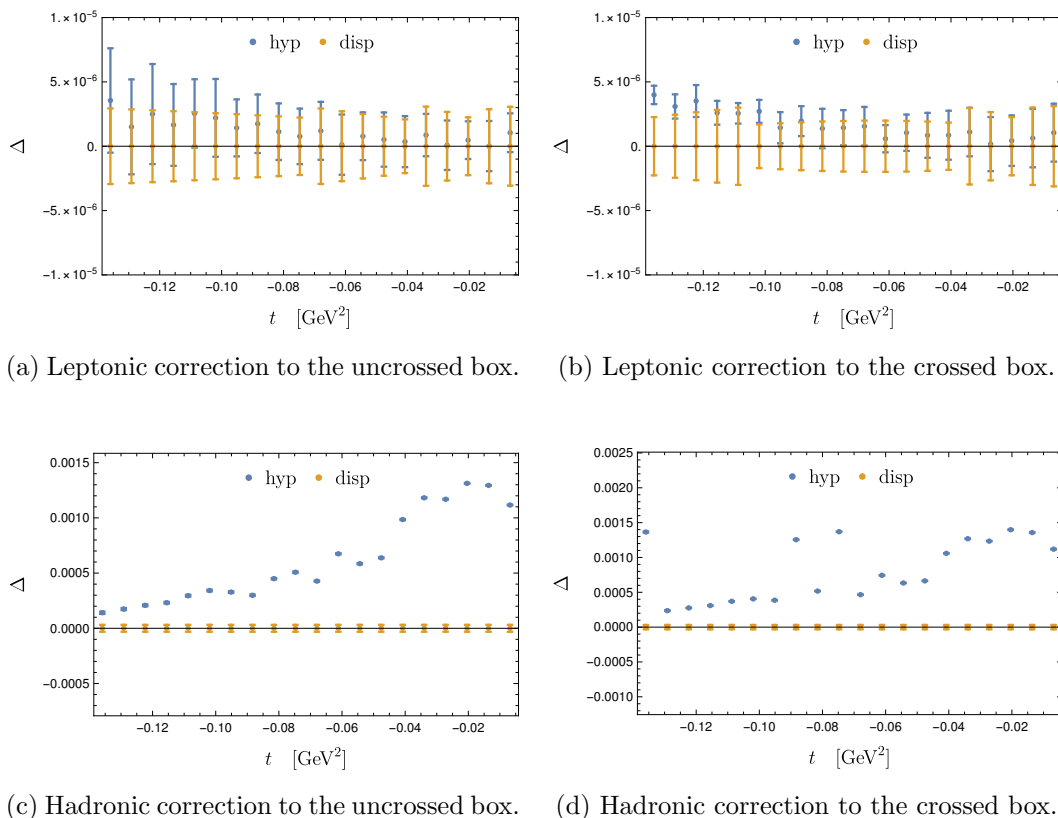 1. × 10⁻⁵
5. × 10⁻⁶
0.
-5. × 10⁻⁶
-1. × 10⁻⁵
Δ
hyp disp
-0.12 -0.10 -0.08 -0.06 -0.04 -0.02
t [GeV²]
(a) Leptonic correction to the uncrossed box.
1. × 10⁻⁵
5. × 10⁻⁶
0.
-5. × 10⁻⁶
-1. × 10⁻⁵
Δ
hyp disp
-0.12 -0.10 -0.08 -0.06 -0.04 -0.02
t [GeV²]
(b) Leptonic correction to the crossed box.
0.0015
0.0010
0.0005
0.0000
-0.0005
Δ
hyp disp
-0.12 -0.10 -0.08 -0.06 -0.04 -0.02
t [GeV²]
(c) Hadronic correction to the uncrossed box.
0.0025
0.0020
0.0015
0.0010
0.0005
0.0000
-0.0005
-0.0010
Δ
hyp disp
-0.12 -0.10 -0.08 -0.06 -0.04 -0.02
t [GeV²]
(d) Hadronic correction to the crossed box.